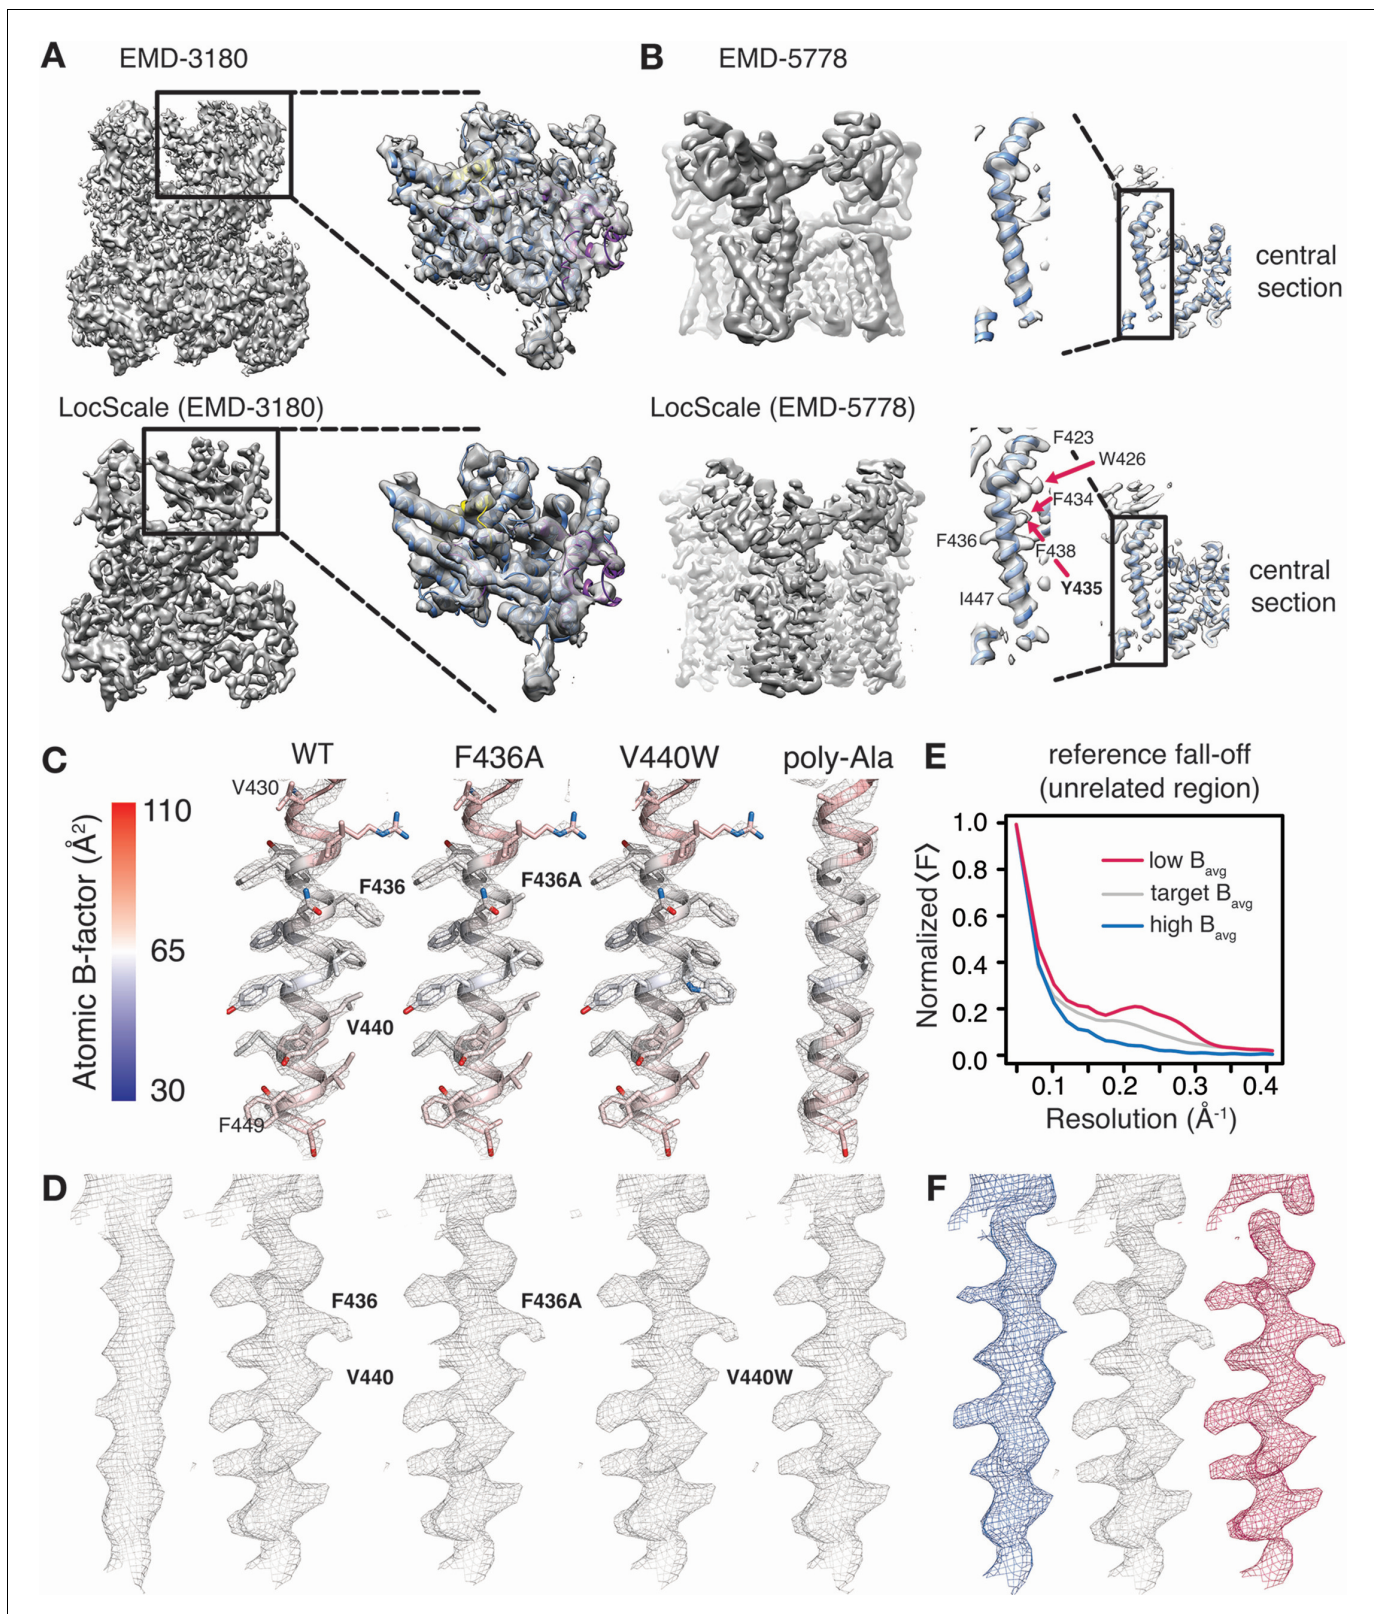 A EMD-3180
B EMD-5778
central
section
LocScale (EMD-3180)
LocScale (EMD-5778)
F423
W426
F434
F436
F438
I447
Y435
central
section
C WT F436A V440W poly-Ala
Atomic B-factor (Å²)
110
65
30
V430
F436
F436A
V440
F449
E reference fall-off
(unrelated region)
Normalized ⟨F⟩
1.0
0.8
0.6
0.4
0.2
0.0
low Bavg
target Bavg
high Bavg
0.1 0.2 0.3 0.4
Resolution (Å-1)
D
F436
F436A
V440
V440W
F